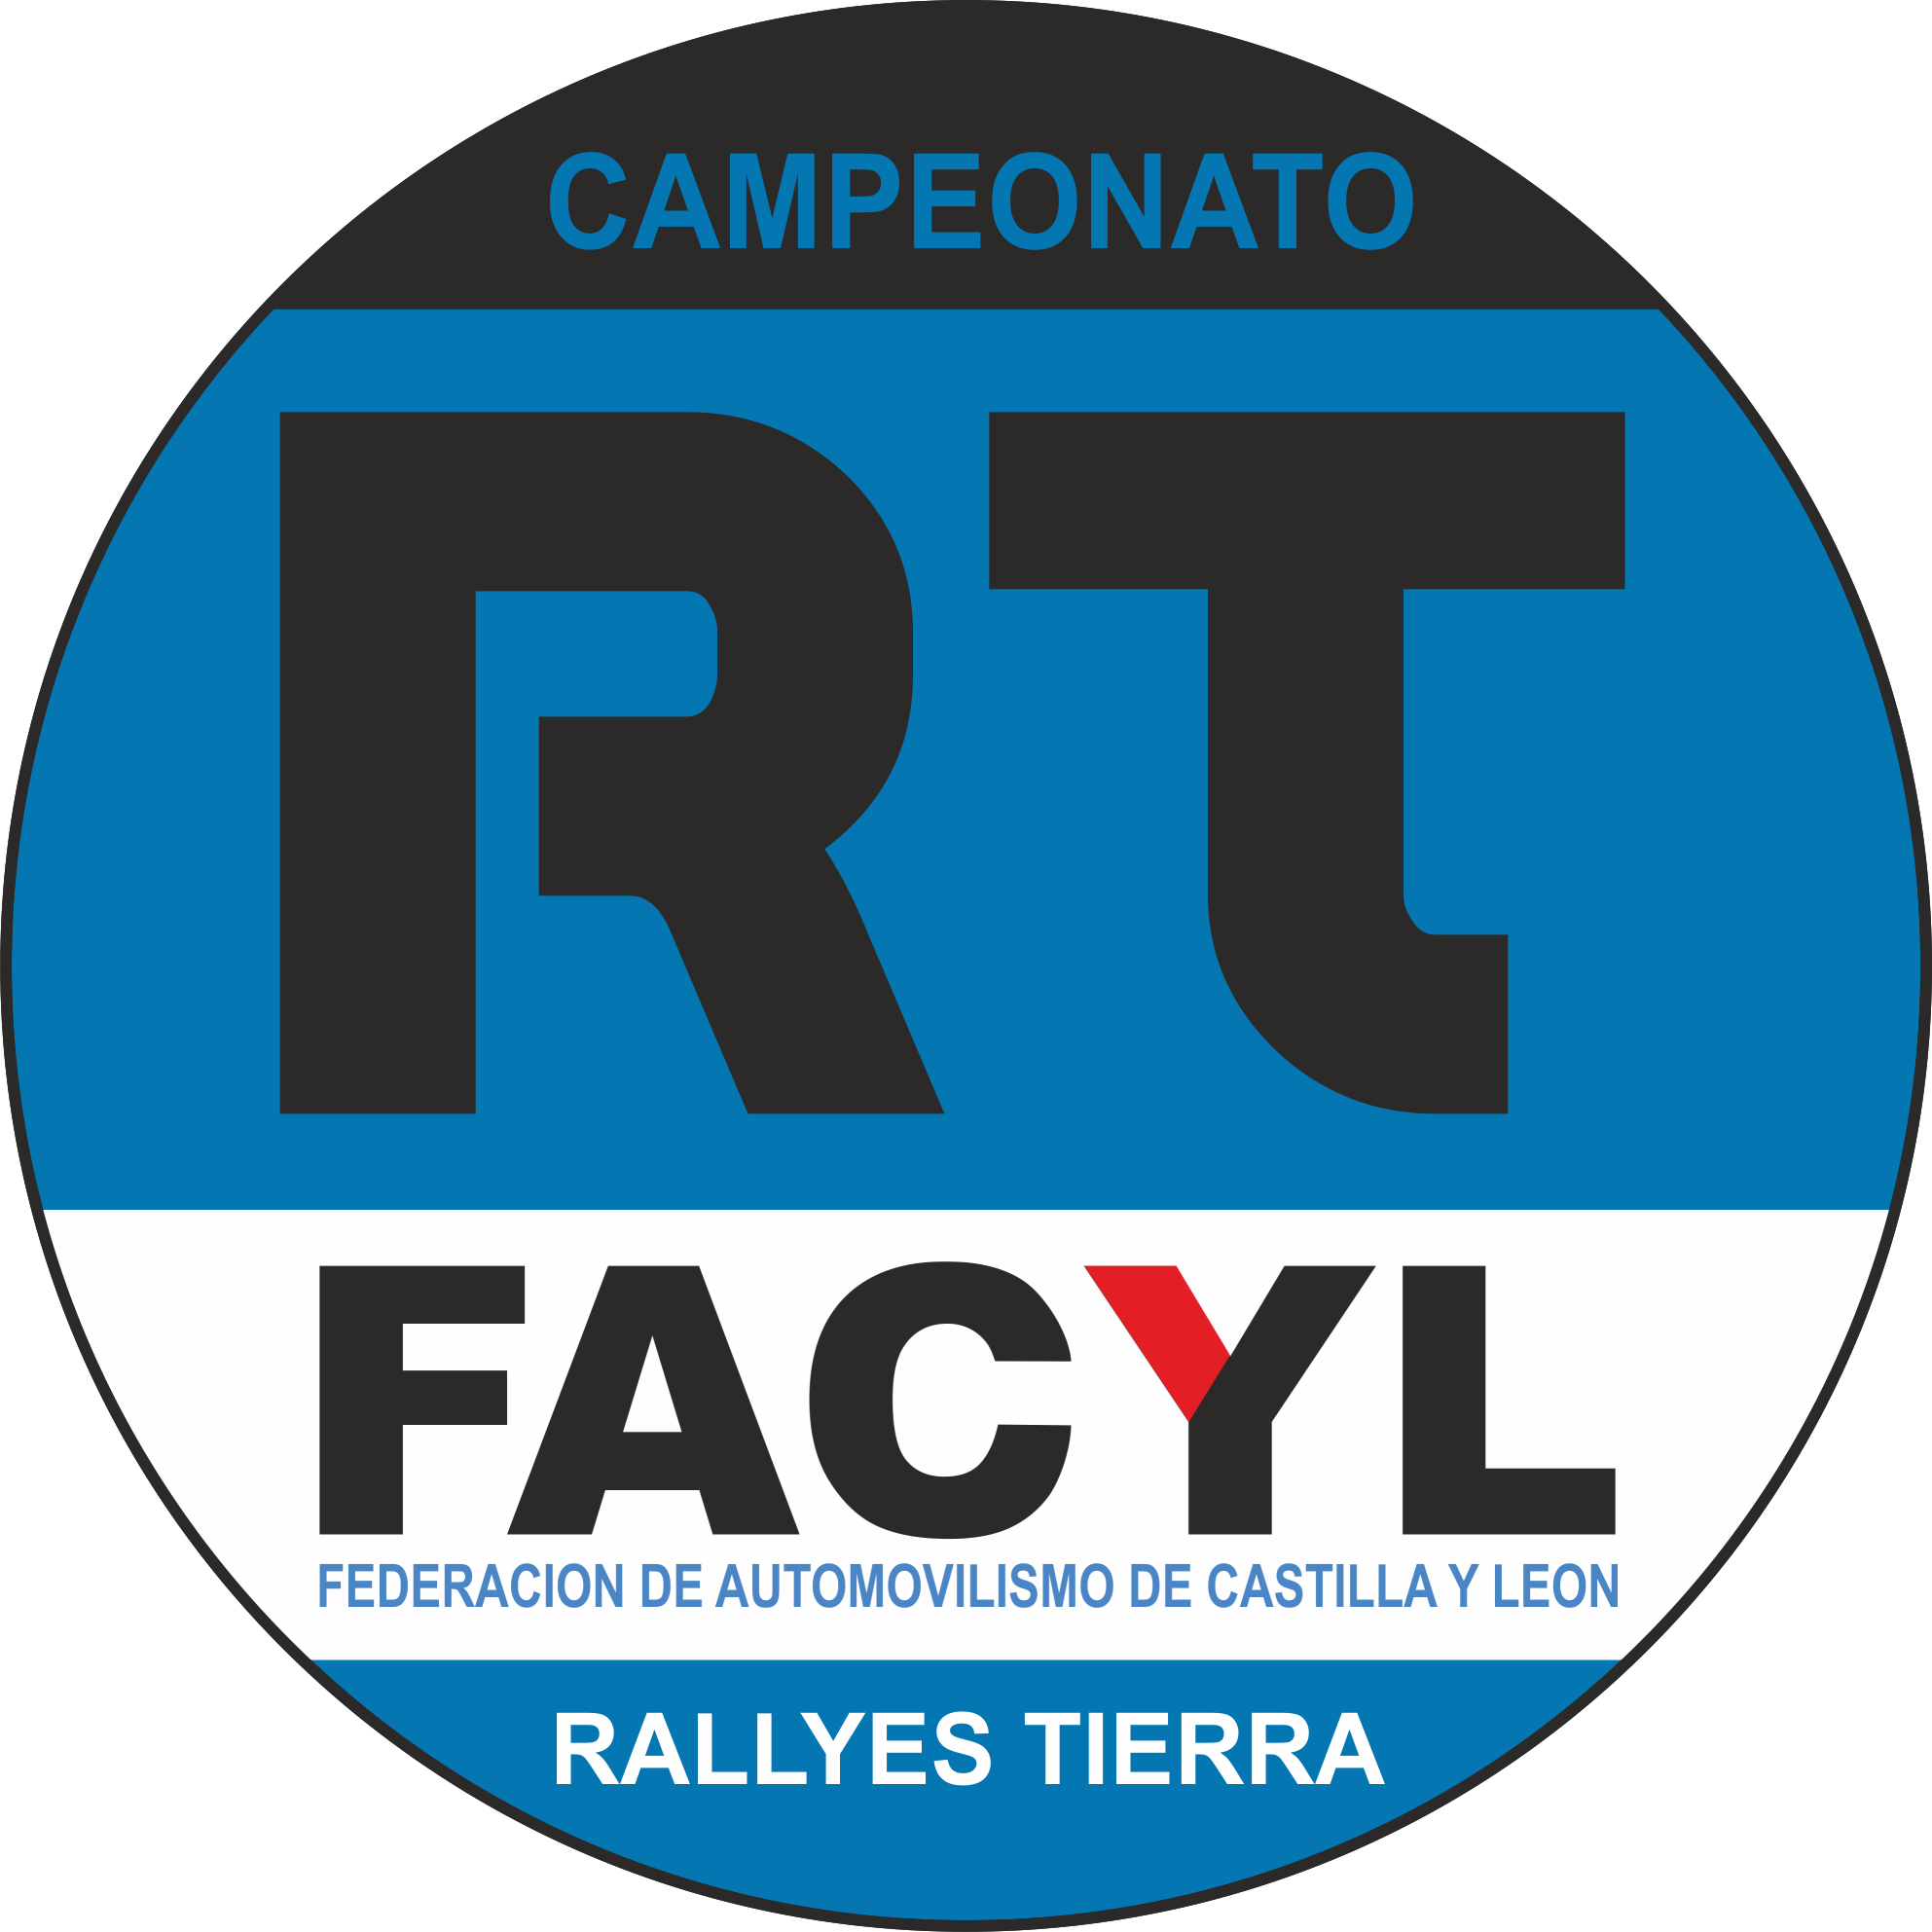 CAMPEONATO
RT
FACYL
FEDERACION DE AUTOMOVILISMO DE CASTILLA Y LEON
RALLYES TIERRA